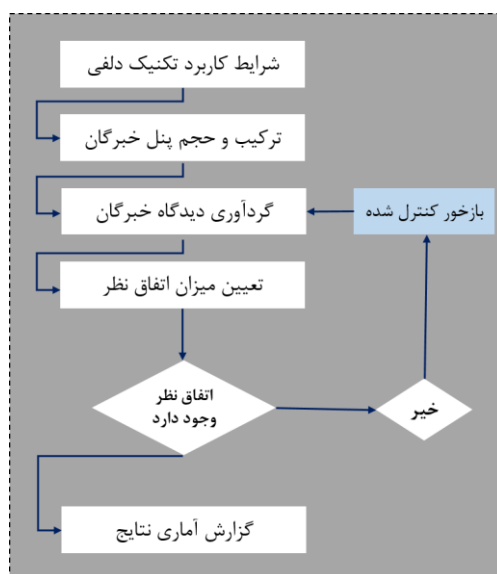 شرایط کاربرد تکنیک دلفی
ترکیب و حجم پنل خبرگان
گردآوری دیدگاه خبرگان
بازخور کنترل شده
تعیین میزان اتفاق نظر
اتفاق نظر
وجود دارد
خیر
گزارش آماری نتایج